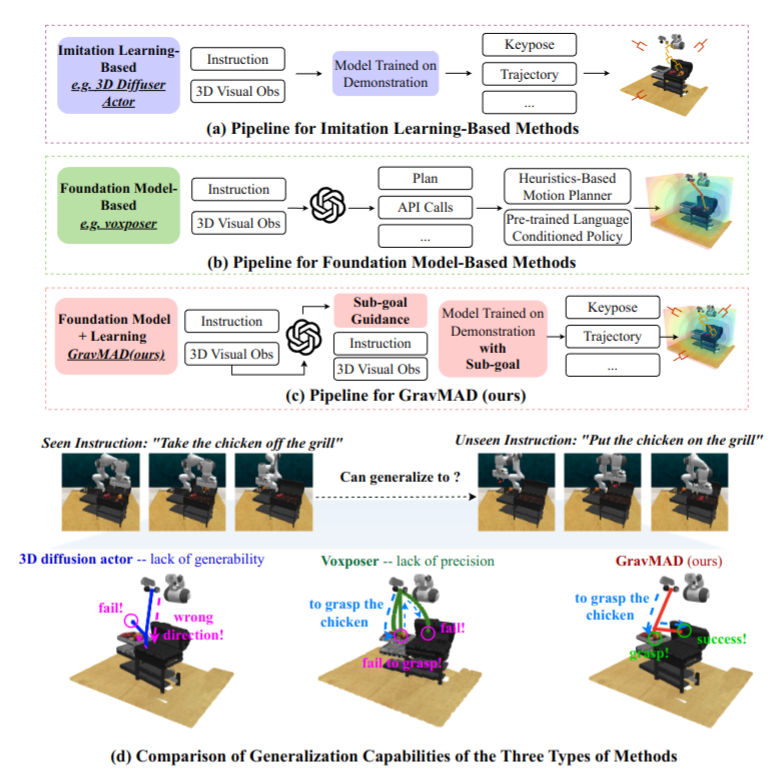 Imitation Learning-
Based
e.g. 3D Diffuser
Actor
Instruction
3D Visual Obs
Model Trained on
Demonstration
Keypose
Trajectory
...
(a) Pipeline for Imitation Learning-Based Methods
Foundation Model-
Based
e.g. voxposer
Instruction
3D Visual Obs
Plan
API Calls
...
Heuristics-Based
Motion Planner
Pre-trained Language
Conditioned Policy
(b) Pipeline for Foundation Model-Based Methods
Foundation Model
+ Learning
GravMAD(ours)
Instruction
3D Visual Obs
Sub-goal
Guidance
Instruction
3D Visual Obs
Model Trained on
Demonstration
with
Sub-goal
Keypose
Trajectory
...
(c) Pipeline for GravMAD (ours)
Seen Instruction: "Take the chicken off the grill"
Unseen Instruction: "Put the chicken on the grill"
Can generalize to ?
3D diffusion actor -- lack of generability
fail!
wrong
direction!
Voxposer -- lack of precision
to grasp the
chicken
fail!
fail to grasp!
GravMAD (ours)
to grasp the
chicken
success!
grasp!
(d) Comparison of Generalization Capabilities of the Three Types of Methods